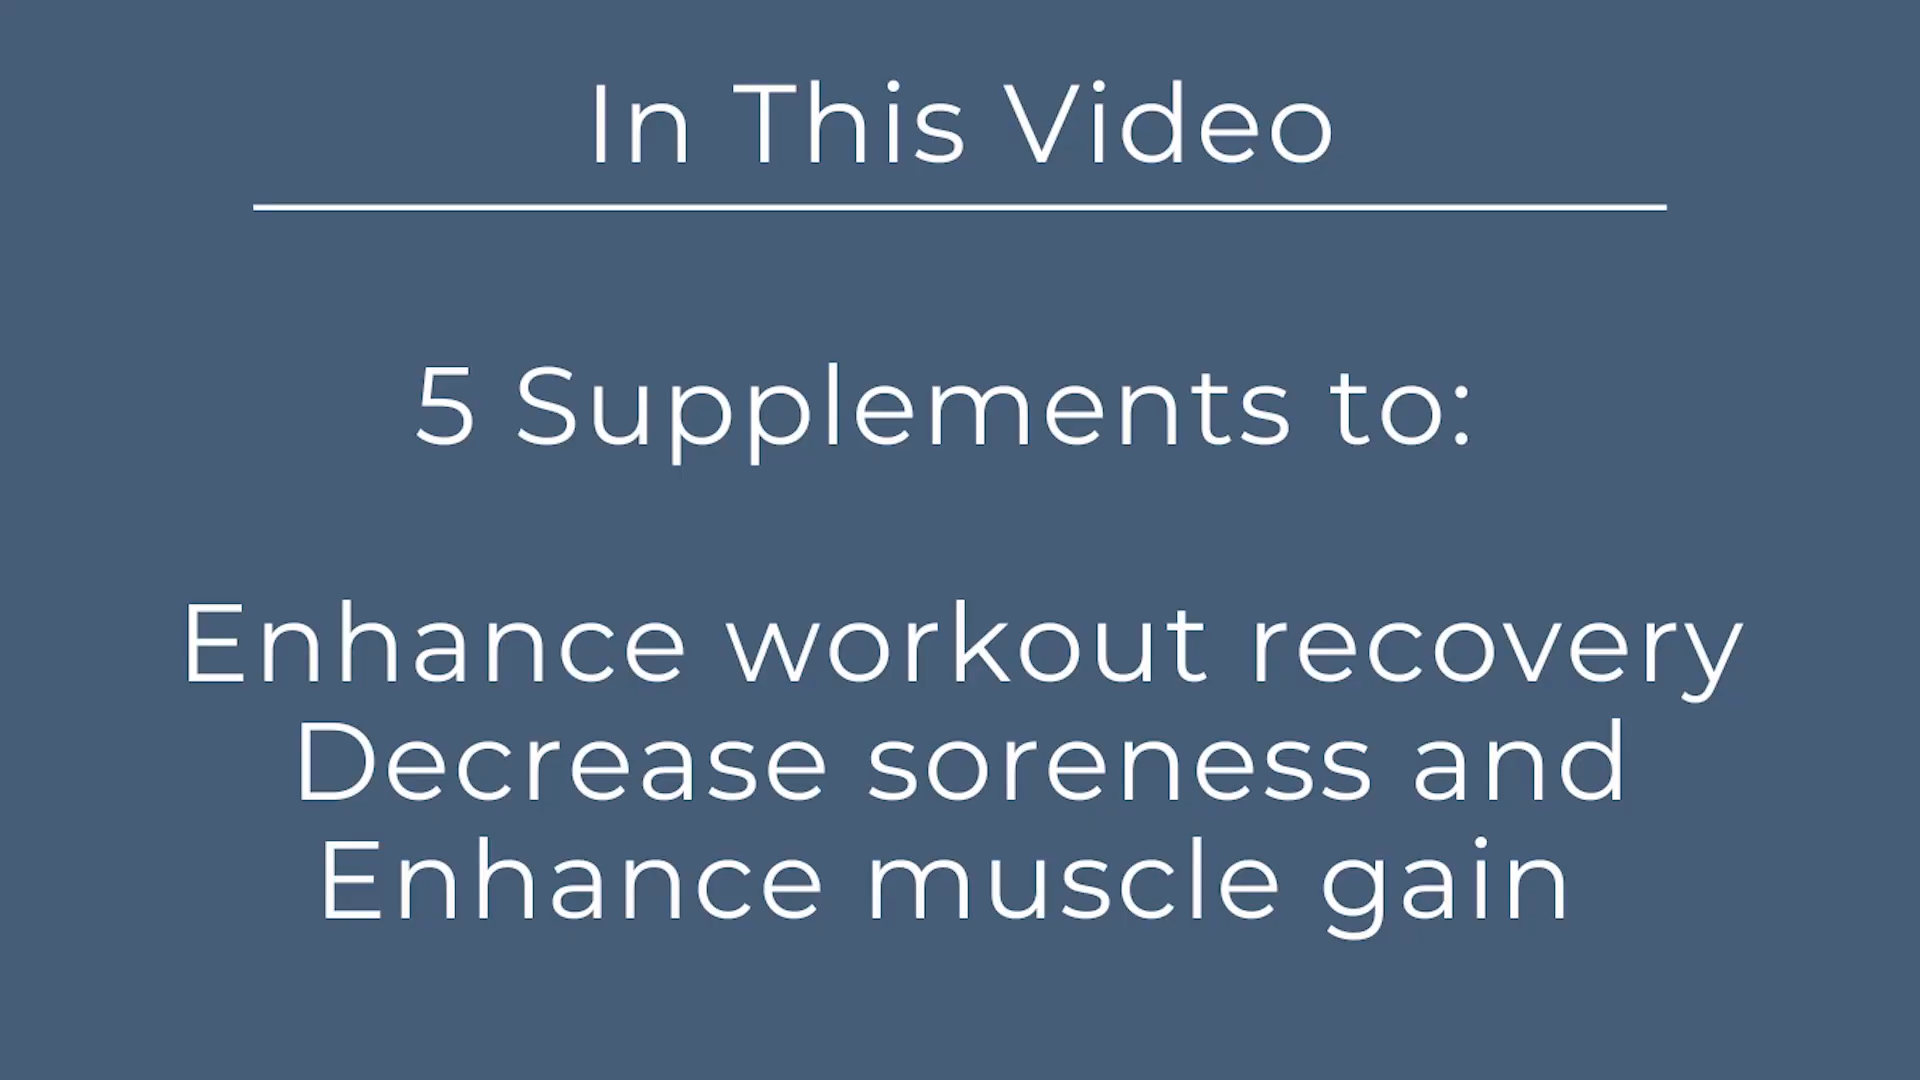 In This Video
5 Supplements to:
Enhance workout recovery
Decrease soreness and
Enhance muscle gain